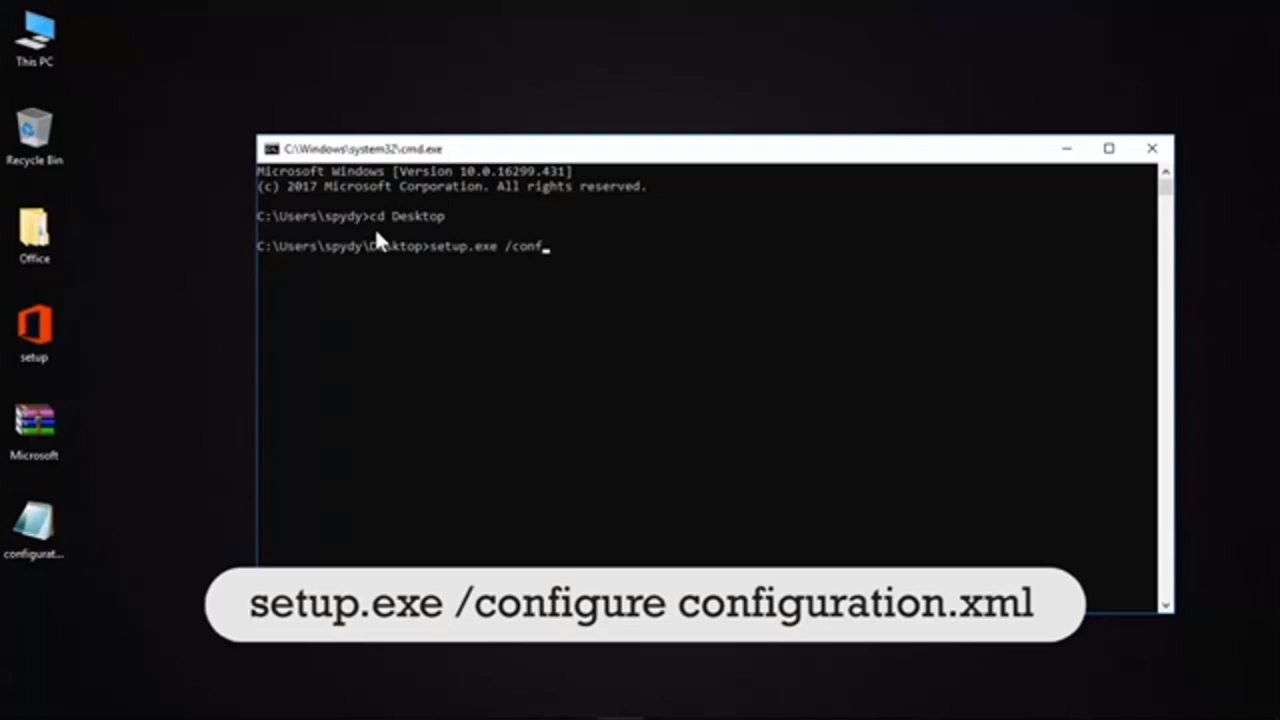 This PC
Recycle Bin
Office
setup
Microsoft
configurat...
C:\Windows\system32\cmd.exe
Microsoft Windows [Version 10.0.16299.431]
(c) 2017 Microsoft Corporation. All rights reserved.
C:\Users\spydy>cd Desktop
C:\Users\spydy\Desktop>setup.exe /conf_
setup.exe /configure configuration.xml